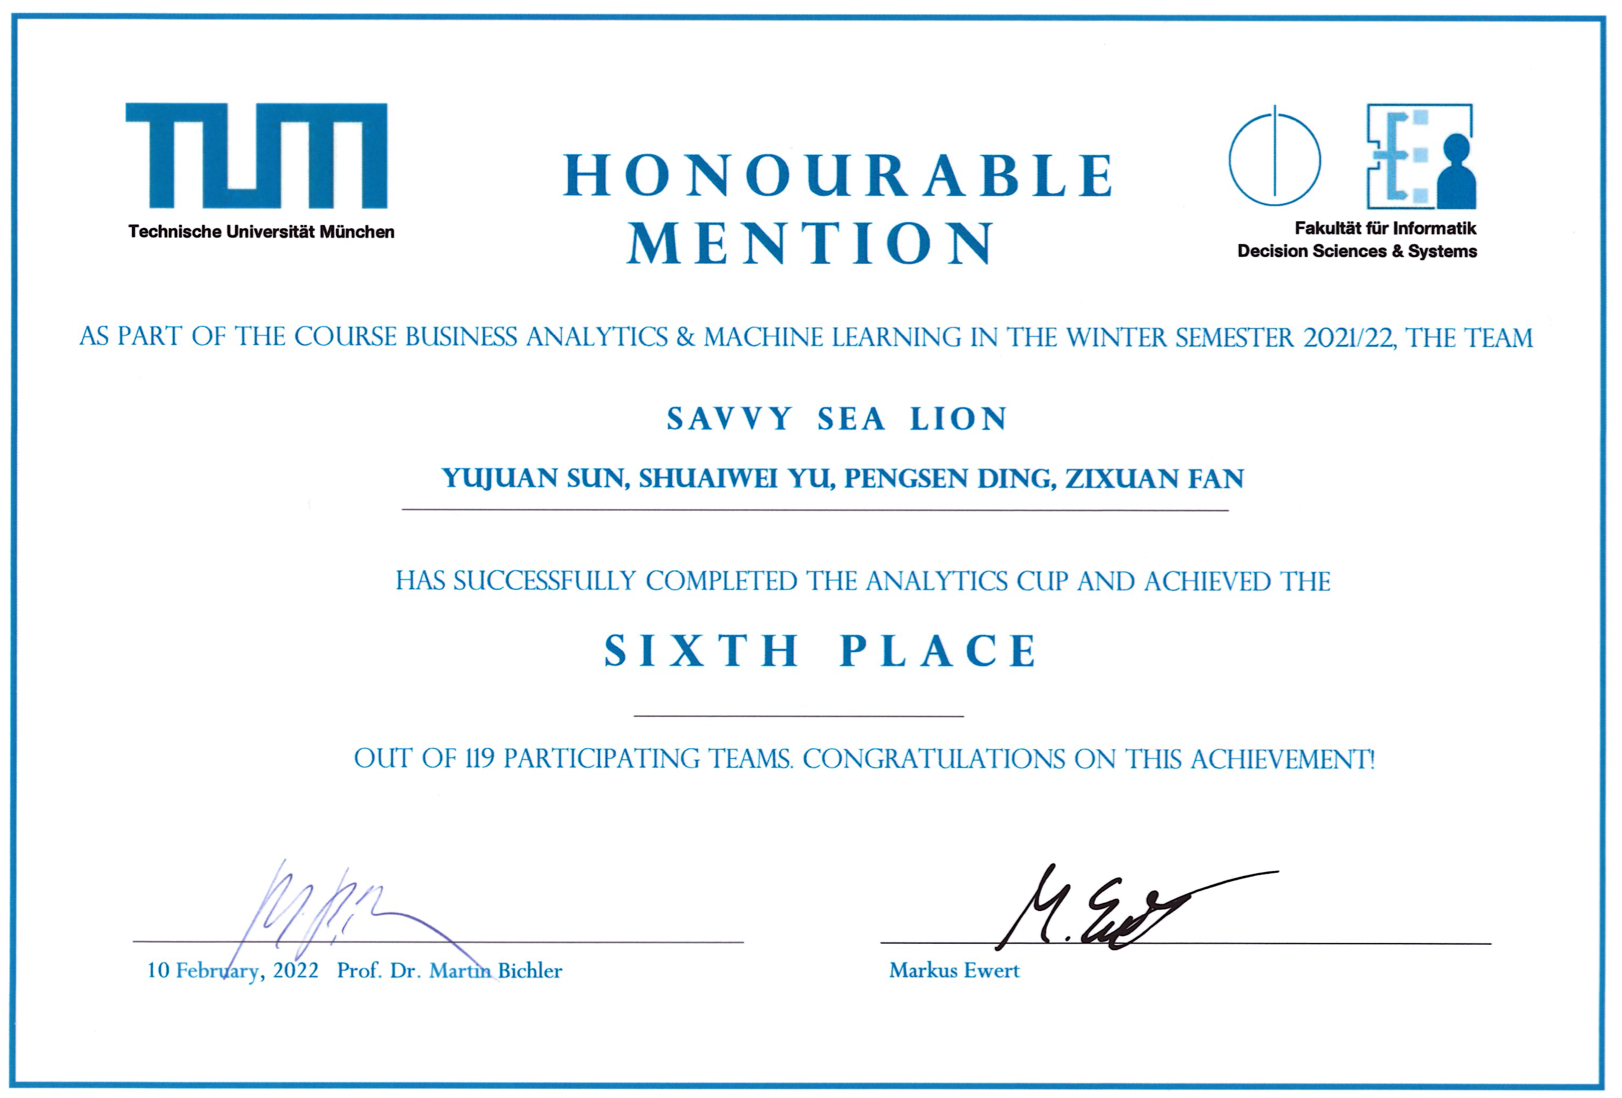 TUM
Technische Universität München
HONOURABLE
MENTION
Fakultät für Informatik
Decision Sciences & Systems
AS PART OF THE COURSE BUSINESS ANALYTICS & MACHINE LEARNING IN THE WINTER SEMESTER 2021/22, THE TEAM
SAVVY SEA LION
YUJUAN SUN, SHUAIWEI YU, PENGSEN DING, ZIXUAN FAN
HAS SUCCESSFULLY COMPLETED THE ANALYTICS CUP AND ACHIEVED THE
SIXTH PLACE
OUT OF 119 PARTICIPATING TEAMS. CONGRATULATIONS ON THIS ACHIEVEMENT!
M. Ewert
10 February, 2022 Prof. Dr. Martin Bichler
Markus Ewert